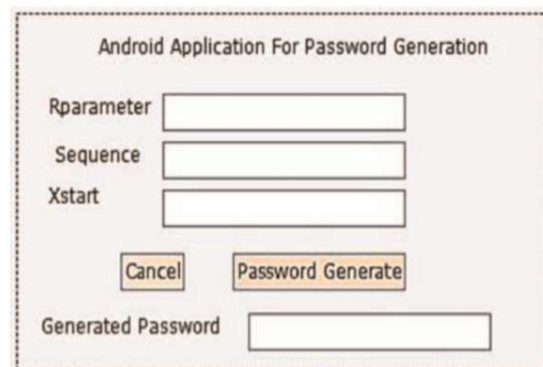 Android Application For Password Generation
Rparameter
Sequence
Xstart
Cancel Password Generate
Generated Password